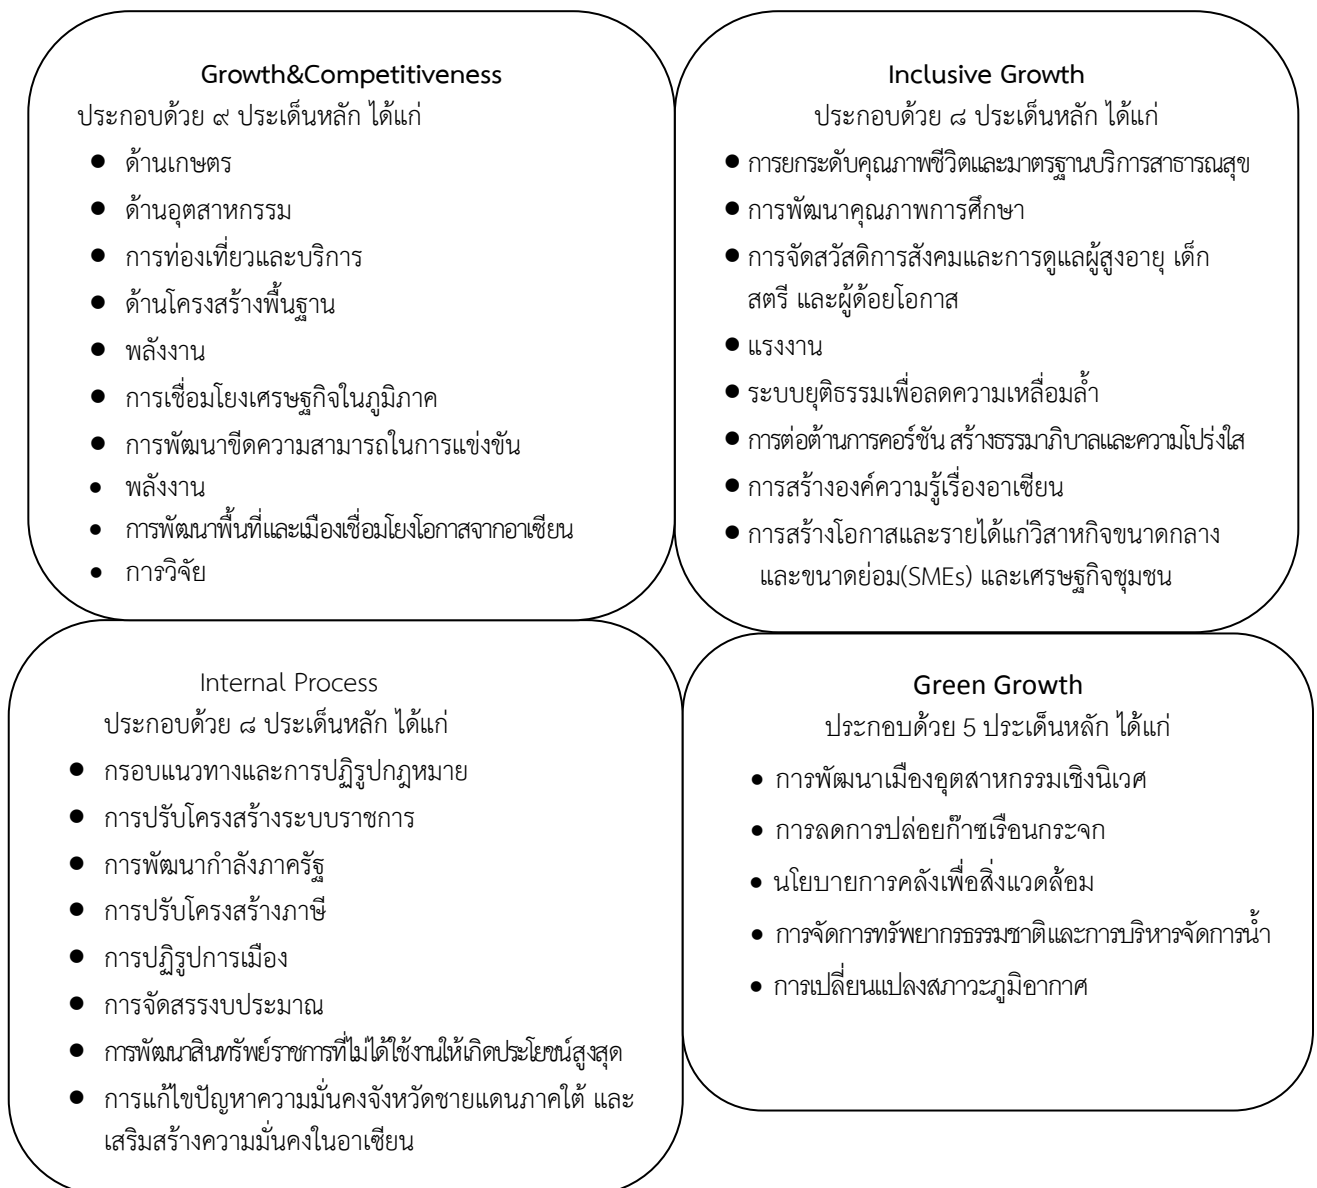 Growth&Competitiveness
ประกอบด้วย ๙ ประเด็นหลัก ได้แก่
● ด้านเกษตร
● ด้านอุตสาหกรรม
● การท่องเที่ยวและบริการ
● ด้านโครงสร้างพื้นฐาน
● พลังงาน
● การเชื่อมโยงเศรษฐกิจในภูมิภาค
● การพัฒนาขีดความสามารถในการแข่งขัน
● พลังงาน
● การพัฒนาพื้นที่และเมืองเชื่อมโยงโอกาสจากอาเซียน
● การวิจัย
Inclusive Growth
ประกอบด้วย ๘ ประเด็นหลัก ได้แก่
● การยกระดับคุณภาพชีวิตและมาตรฐานบริการสาธารณสุข
● การพัฒนาคุณภาพการศึกษา
● การจัดสวัสดิการสังคมและการดูแลผู้สูงอายุ เด็ก
สตรี และผู้ด้อยโอกาส
● แรงงาน
● ระบบยุติธรรมเพื่อลดความเหลื่อมล้ำ
● การต่อต้านการคอร์ชัน สร้างธรรมาภิบาลและความโปร่งใส
● การสร้างองค์ความรู้เรื่องอาเซียน
● การสร้างโอกาสและรายได้แก่วิสาหกิจขนาดกลาง
และขนาดย่อม(SMEs) และเศรษฐกิจชุมชน
Internal Process
ประกอบด้วย ๘ ประเด็นหลัก ได้แก่
● กรอบแนวทางและการปฏิรูปกฎหมาย
● การปรับโครงสร้างระบบราชการ
● การพัฒนากำลังภาครัฐ
● การปรับโครงสร้างภาษี
● การปฏิรูปการเมือง
● การจัดสรรงบประมาณ
● การพัฒนาสินทรัพย์ราชการที่ไม่ได้ใช้งานให้เกิดประโยชน์สูงสุด
● การแก้ไขปัญหาความมั่นคงจังหวัดชายแดนภาคใต้ และ
เสริมสร้างความมั่นคงในอาเซียน
Green Growth
ประกอบด้วย 5 ประเด็นหลัก ได้แก่
● การพัฒนาเมืองอุตสาหกรรมเชิงนิเวศ
● การลดการปล่อยก๊าซเรือนกระจก
● นโยบายการคลังเพื่อสิ่งแวดล้อม
● การจัดการทรัพยากรธรรมชาติและการบริหารจัดการน้ำ
● การเปลี่ยนแปลงสภาวะภูมิอากาศ